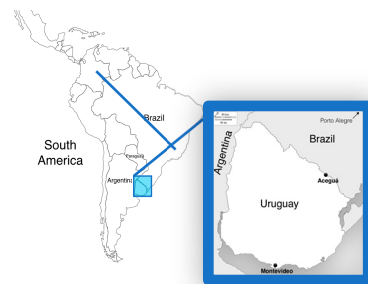 South
America
Brazil
Paraguay
Argentina
Porto Alegre
Argentina
Brazil
Aceguá
Uruguay
Montevideo